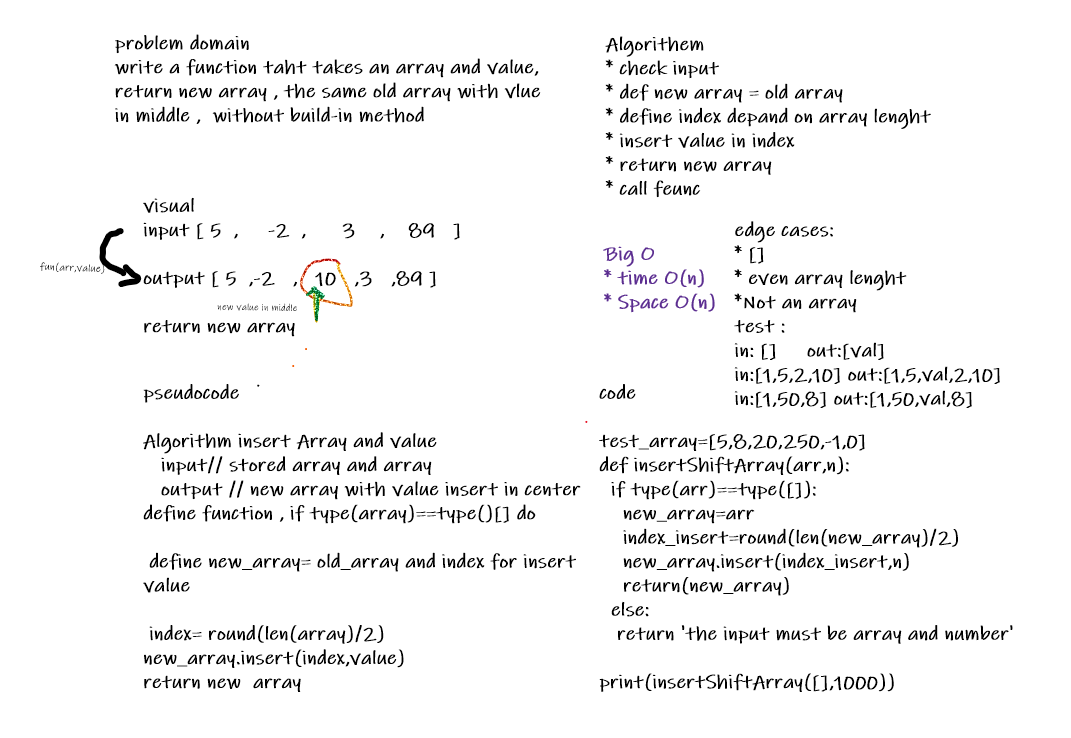 problem domain
write a function taht takes an array and value,
return new array , the same old array with vlue
in middle , without build-in method
visual
input [ 5 , -2 , 3 , 89 ]
fun(arr,value)
output [ 5 ,-2 , 10 ,3 ,89 ]
new value in middle
return new array
pseudocode
Algorithm insert Array and value
input// stored array and array
output // new array with value insert in center
define function , if type(array)==type()[] do
define new_array= old_array and index for insert
value
index= round(len(array)/2)
new_array.insert(index,value)
return new array
Algorithem
* check input
* def new array = old array
* define index depand on array lenght
* insert value in index
* return new array
* call feunc
Big O
* time O(n)
* Space O(n)
edge cases:
* []
* even array lenght
*Not an array
test :
in: [] out:[val]
in:[1,5,2,10] out:[1,5,val,2,10]
in:[1,50,8] out:[1,50,val,8]
code
test_array=[5,8,20,250,-1,0]
def insertShiftArray(arr,n):
if type(arr)==type([]):
new_array=arr
index_insert=round(len(new_array)/2)
new_array.insert(index_insert,n)
return(new_array)
else:
return 'the input must be array and number'
print(insertShiftArray([],1000))